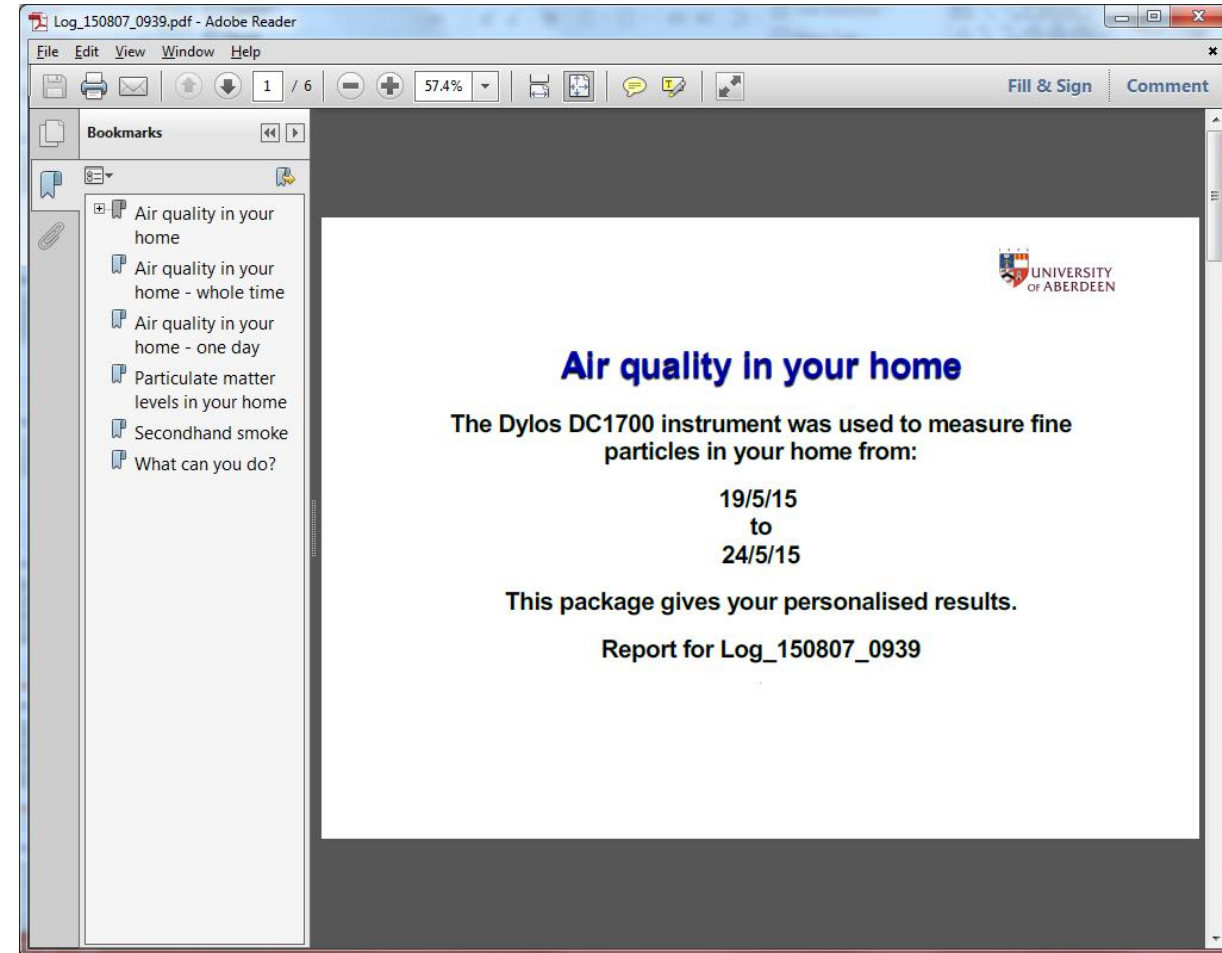 Log_150807_0939.pdf - Adobe Reader
File Edit View Window Help
1 / 6
57.4%
Fill & Sign
Comment
Bookmarks
Air quality in your
home
Air quality in your
home - whole time
Air quality in your
home - one day
Particulate matter
levels in your home
Secondhand smoke
What can you do?
UNIVERSITY
OF ABERDEEN
Air quality in your home
The Dylos DC1700 instrument was used to measure fine
particles in your home from:
19/5/15
to
24/5/15
This package gives your personalised results.
Report for Log_150807_0939